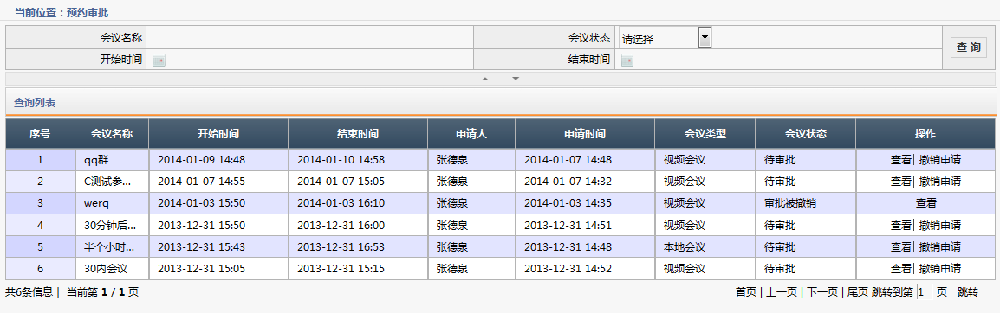 当前位置：预约审批
会议名称 会议状态 请选择 查 询
开始时间 结束时间
查询列表
序号 会议名称 开始时间 结束时间 申请人 申请时间 会议类型 会议状态 操作
1 qq群 2014-01-09 14:48 2014-01-10 14:58 张德泉 2014-01-07 14:48 视频会议 待审批 查看| 撤销申请
2 C测试参... 2014-01-07 14:55 2014-01-07 15:05 张德泉 2014-01-07 14:32 视频会议 待审批 查看| 撤销申请
3 werq 2014-01-03 15:50 2014-01-03 16:10 张德泉 2014-01-03 14:35 视频会议 审批被撤销 查看
4 30分钟后... 2013-12-31 15:50 2013-12-31 16:00 张德泉 2013-12-31 14:51 视频会议 待审批 查看| 撤销申请
5 半个小时... 2013-12-31 15:43 2013-12-31 16:53 张德泉 2013-12-31 14:48 本地会议 待审批 查看| 撤销申请
6 30内会议 2013-12-31 15:05 2013-12-31 15:15 张德泉 2013-12-31 14:52 视频会议 待审批 查看| 撤销申请
共6条信息 | 当前第 1 / 1 页 首页 | 上一页 | 下一页 | 尾页 跳转到第 1 页 跳转